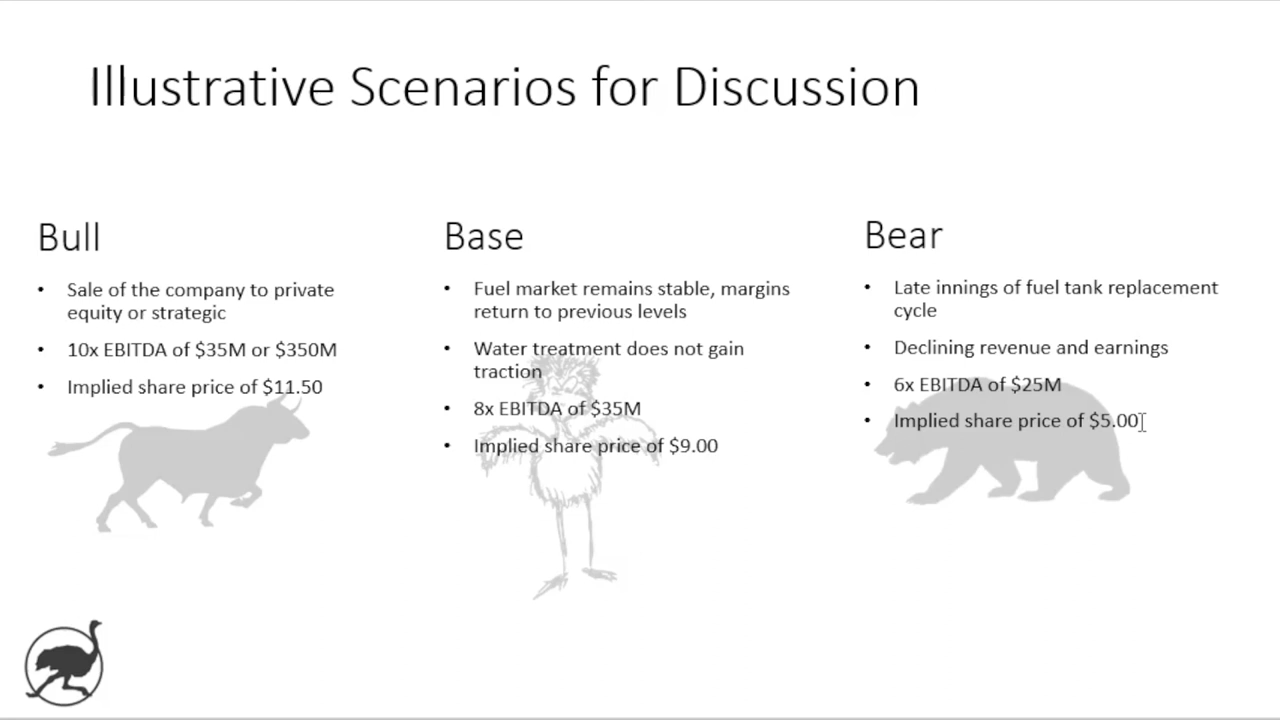 Illustrative Scenarios for Discussion
Bull
• Sale of the company to private
equity or strategic
• 10x EBITDA of $35M or $350M
• Implied share price of $11.50
Base
• Fuel market remains stable, margins
return to previous levels
• Water treatment does not gain
traction
• 8x EBITDA of $35M
• Implied share price of $9.00
Bear
• Late innings of fuel tank replacement
cycle
• Declining revenue and earnings
• 6x EBITDA of $25M
• Implied share price of $5.00